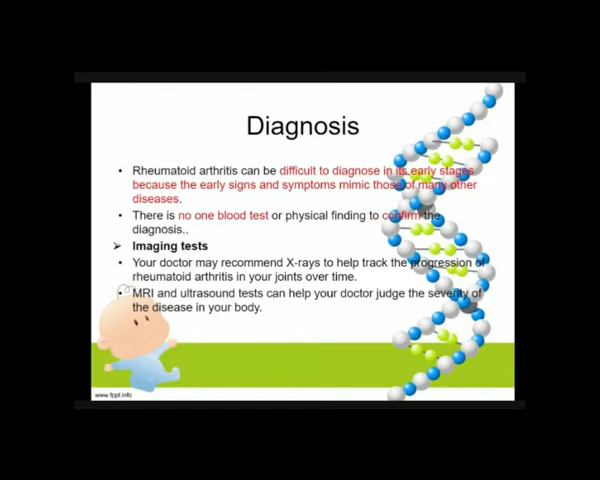 Diagnosis
• Rheumatoid arthritis can be difficult to diagnose in its early stages
because the early signs and symptoms mimic those of many other
diseases.
• There is no one blood test or physical finding to confirm the
diagnosis..
➢ Imaging tests
• Your doctor may recommend X-rays to help track the progression of
rheumatoid arthritis in your joints over time.
• MRI and ultrasound tests can help your doctor judge the severity of
the disease in your body.
www.fppt.info